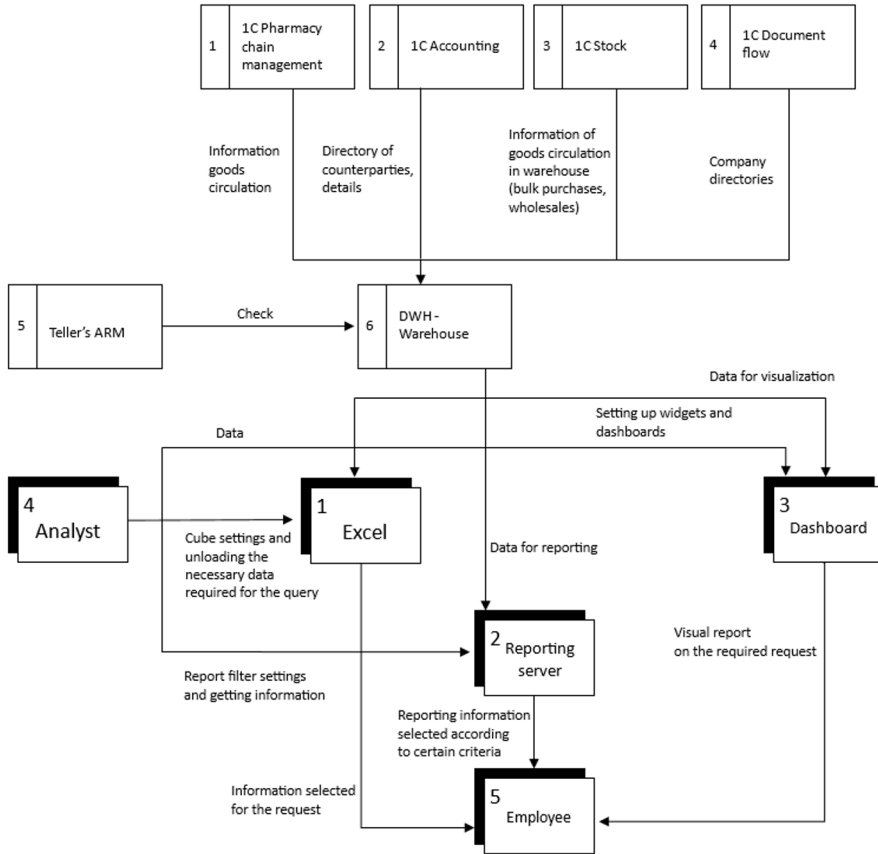 1
1C Pharmacy
chain
management
2
1C Accounting
3
1C Stock
4
1C Document
flow
Information
goods
circulation
Directory of
counterparties,
details
Information of
goods circulation
in warehouse
(bulk purchases,
wholesales)
Company
directories
5
Teller's ARM
Check
6
DWH -
Warehouse
Data for visualization
Setting up widgets and
dashboards
Data
4
Analyst
1
Excel
3
Dashboard
Cube settings and
unloading the
necessary data
required for the query
Data for reporting
2
Reporting
server
Visual report
on the required request
Report filter settings
and getting information
Reporting information
selected according
to certain criteria
Information selected
for the request
5
Employee